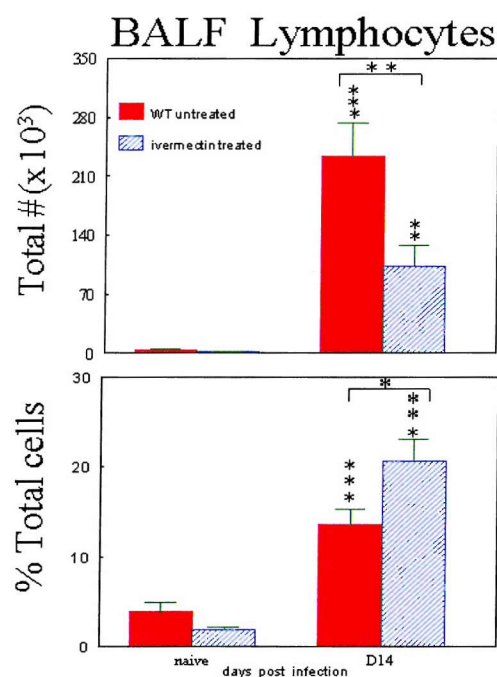 BALF Lymphocytes
350
280
210
140
70
0
Total # (x 10³)
WT untreated
ivermectin treated
* *
* * *
* *
30
20
10
0
% Total cells
*
* * *
* * *
naive
D14
days post infection